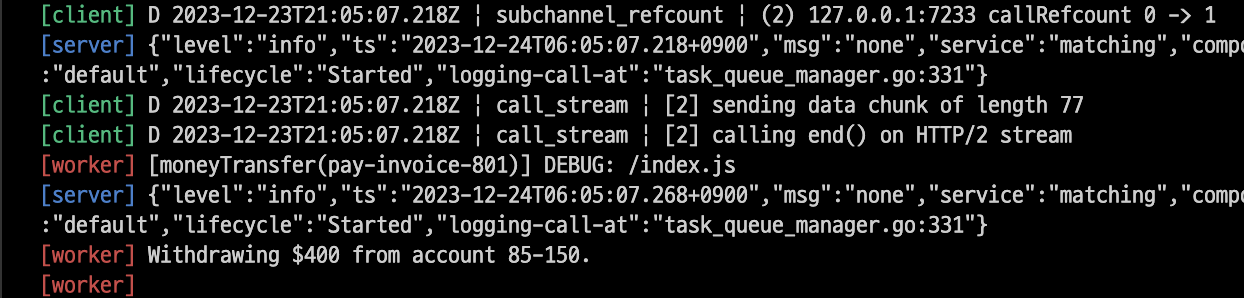 [client] D 2023-12-23T21:05:07.218Z ¦ subchannel_refcount ¦ (2) 127.0.0.1:7233 callRefcount 0 -> 1
[server] {"level":"info","ts":"2023-12-24T06:05:07.218+0900","msg":"none","service":"matching","compo
:"default","lifecycle":"Started","logging-call-at":"task_queue_manager.go:331"}
[client] D 2023-12-23T21:05:07.218Z ¦ call_stream ¦ [2] sending data chunk of length 77
[client] D 2023-12-23T21:05:07.218Z ¦ call_stream ¦ [2] calling end() on HTTP/2 stream
[worker] [moneyTransfer(pay-invoice-801)] DEBUG: /index.js
[server] {"level":"info","ts":"2023-12-24T06:05:07.268+0900","msg":"none","service":"matching","compo
:"default","lifecycle":"Started","logging-call-at":"task_queue_manager.go:331"}
[worker] Withdrawing $400 from account 85-150.
[worker]